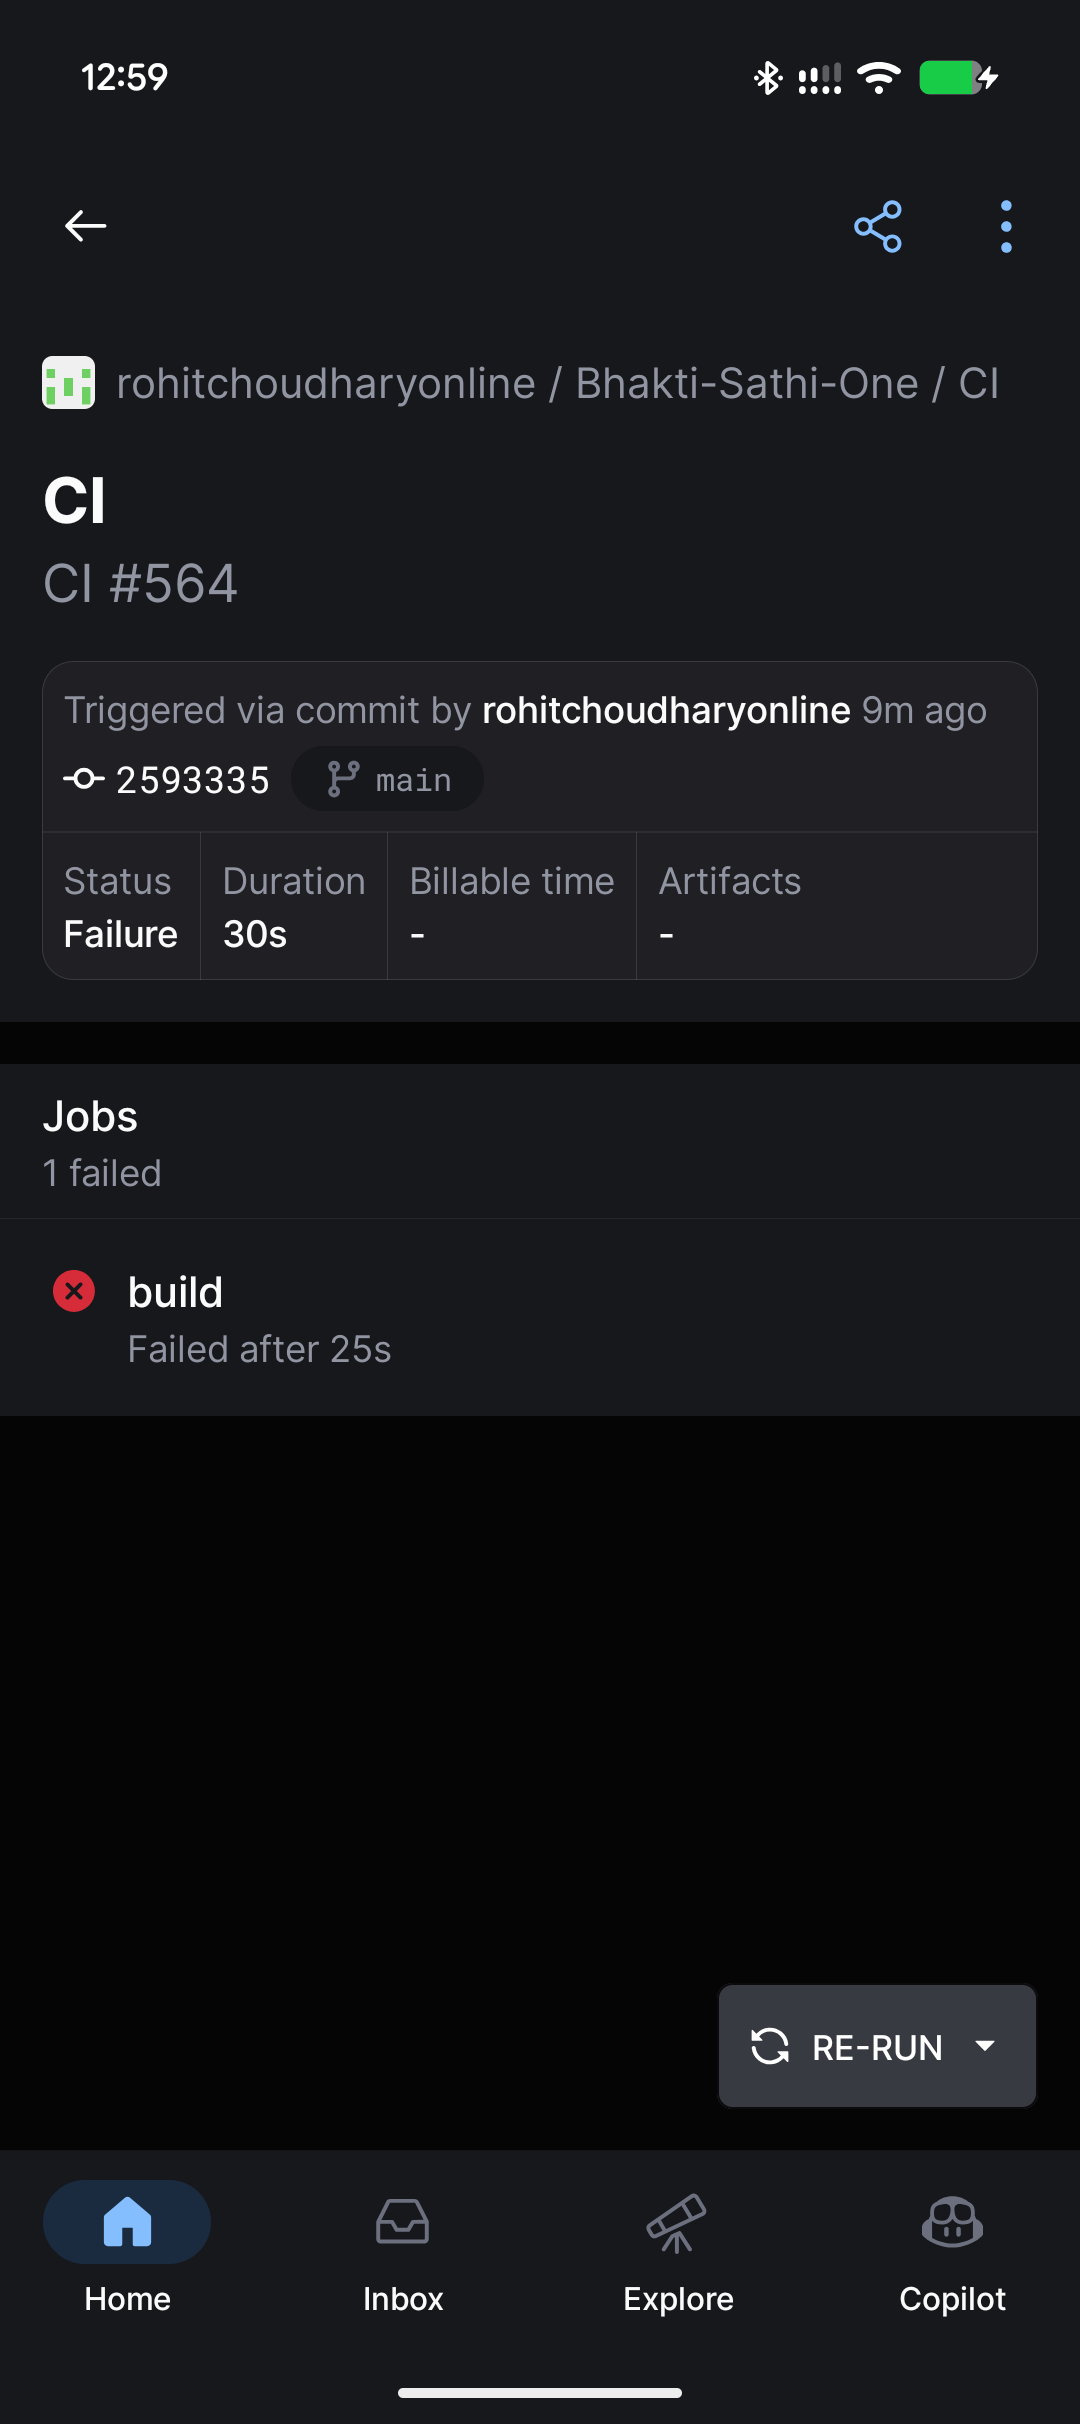 12:59
rohitchoudharyonline / Bhakti-Sathi-One / CI
CI
CI #564
Triggered via commit by rohitchoudharyonline 9m ago
2593335 main
Status Duration Billable time Artifacts
Failure 30s - -
Jobs
1 failed
build
Failed after 25s
RE-RUN
Home Inbox Explore Copilot